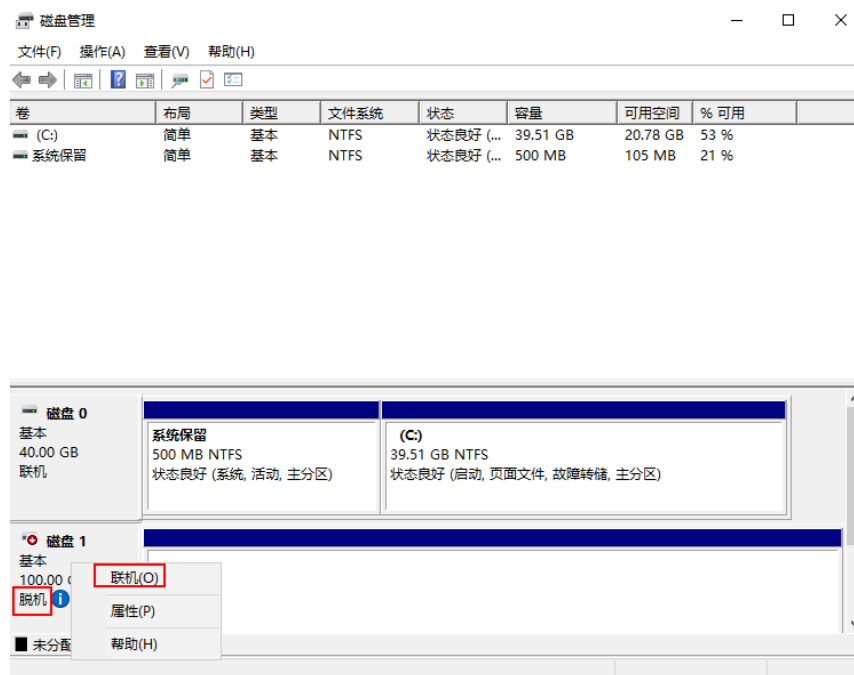 磁盘管理
文件(F) 操作(A) 查看(V) 帮助(H)
卷 布局 类型 文件系统 状态 容量 可用空间 % 可用
(C:) 简单 基本 NTFS 状态良好 (... 39.51 GB 20.78 GB 53 %
系统保留 简单 基本 NTFS 状态良好 (... 500 MB 105 MB 21 %
磁盘 0
基本
40.00 GB
联机
系统保留
500 MB NTFS
状态良好 (系统, 活动, 主分区)
(C:)
39.51 GB NTFS
状态良好 (启动, 页面文件, 故障转储, 主分区)
磁盘 1
基本
100.00
脱机
联机(O)
属性(P)
帮助(H)
未分配